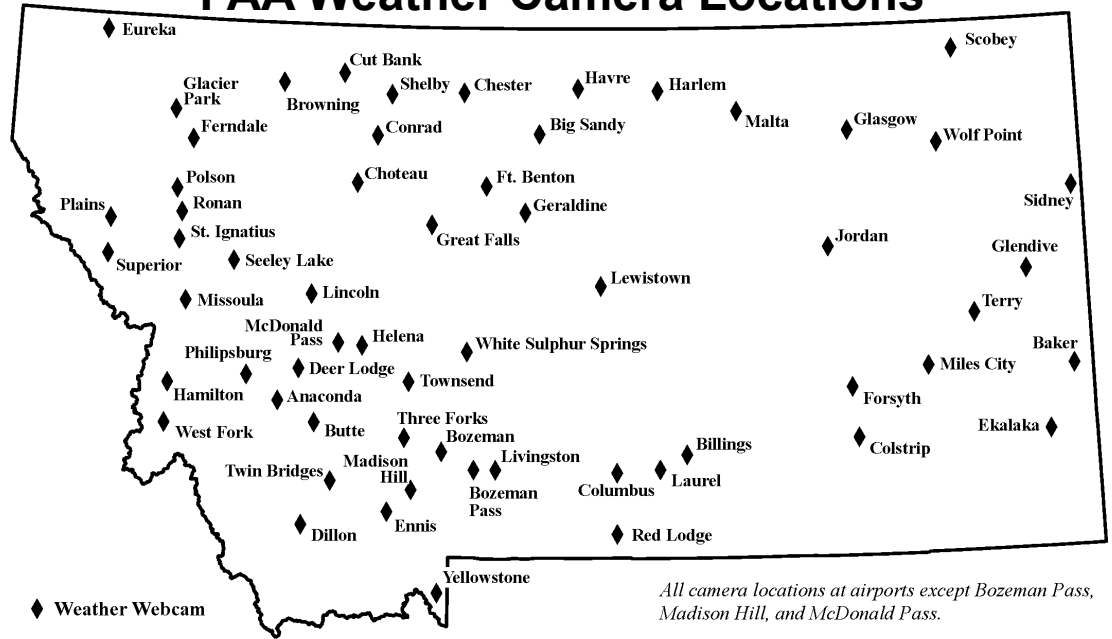 FAA Weather Camera Locations
Eureka
Scobey
Cut Bank
Glacier
Park
Browning
Shelby
Chester
Havre
Harlem
Malta
Glasgow
Wolf Point
Ferndale
Conrad
Big Sandy
Polson
Choteau
Ft. Benton
Sidney
Plains
Ronan
Geraldine
St. Ignatius
Great Falls
Jordan
Glendive
Superior
Seeley Lake
Lewistown
Missoula
Lincoln
Terry
McDonald
Pass
Helena
White Sulphur Springs
Baker
Philipsburg
Deer Lodge
Miles City
Hamilton
Anaconda
Townsend
Forsyth
West Fork
Butte
Three Forks
Bozeman
Ekalaka
Billings
Colstrip
Twin Bridges
Madison
Hill
Livingston
Bozeman
Pass
Columbus
Laurel
Dillon
Ennis
Red Lodge
Yellowstone
Weather Webcam
All camera locations at airports except Bozeman Pass,
Madison Hill, and McDonald Pass.